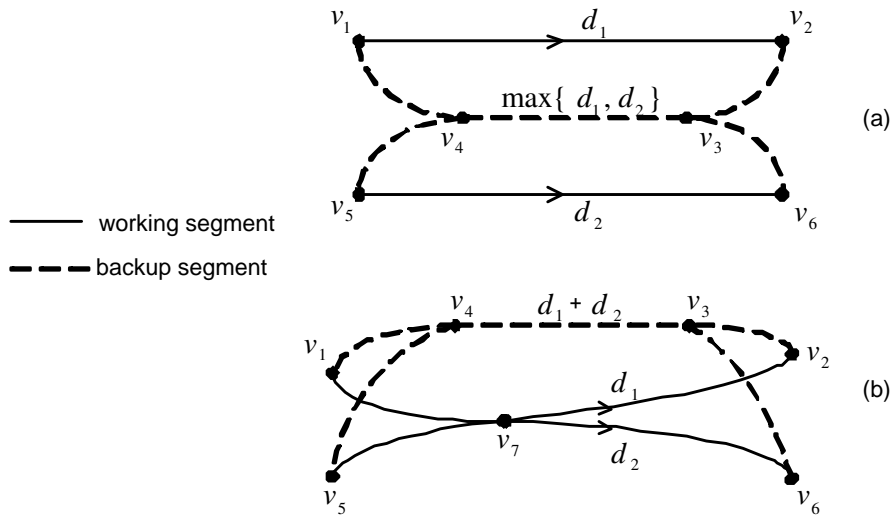 v1 d1 v2
max{ d1, d2 }
v4 v3
(a)
v5 d2 v6
working segment
backup segment
v4 d1 + d2 v3
v1 v2
d1
(b)
v7 d2
v5 v6